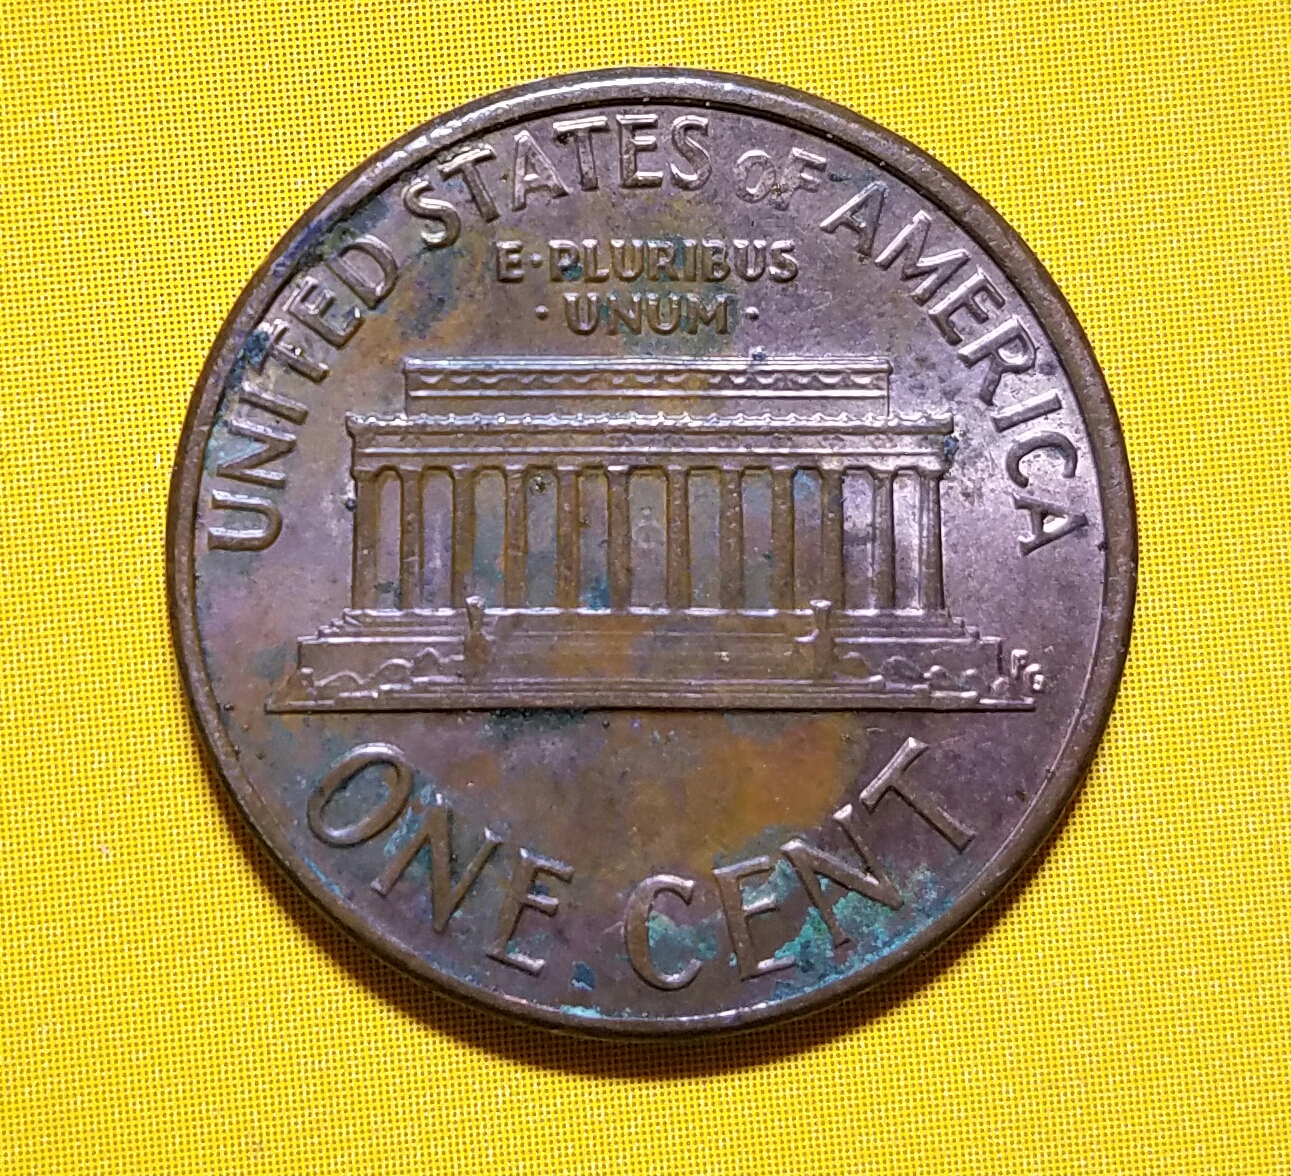 UNITED STATES OF AMERICA
E·PLURIBUS
·UNUM·
FG
ONE CENT